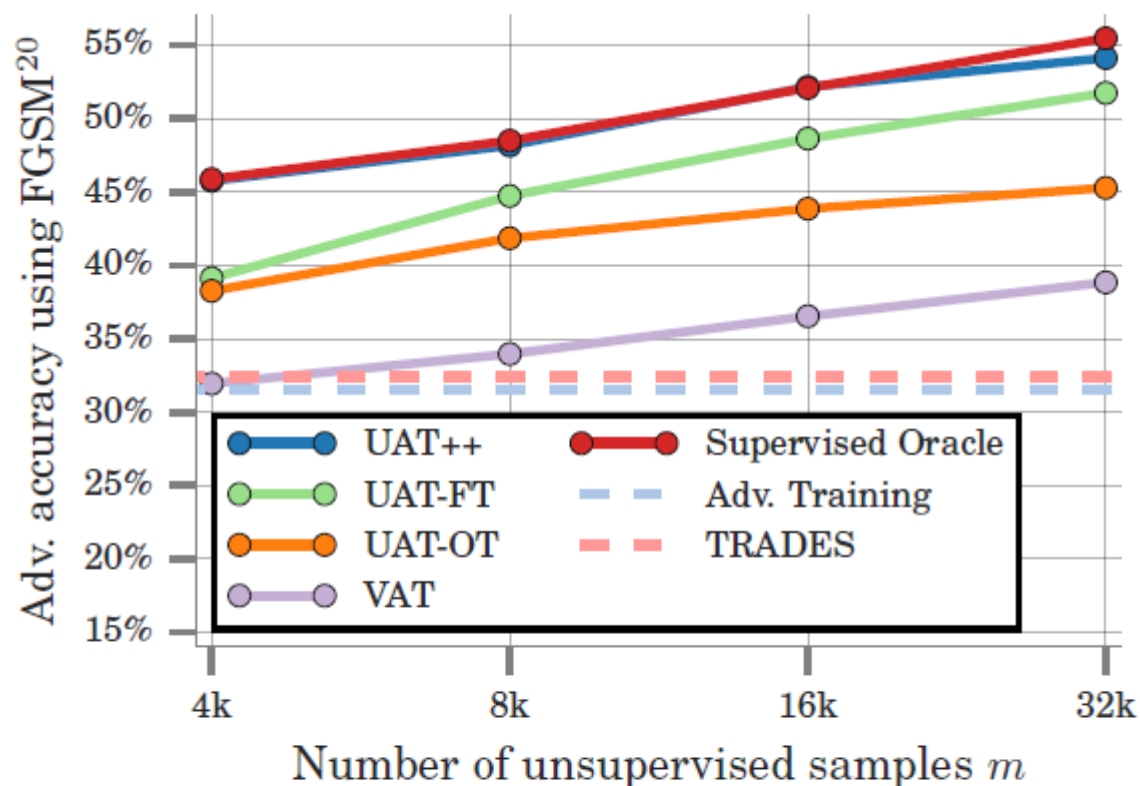 Adv. accuracy using FGSM²⁰
55%
50%
45%
40%
35%
30%
25%
20%
15%
UAT++
UAT-FT
UAT-OT
VAT
Supervised Oracle
Adv. Training
TRADES
4k 8k 16k 32k
Number of unsupervised samples m